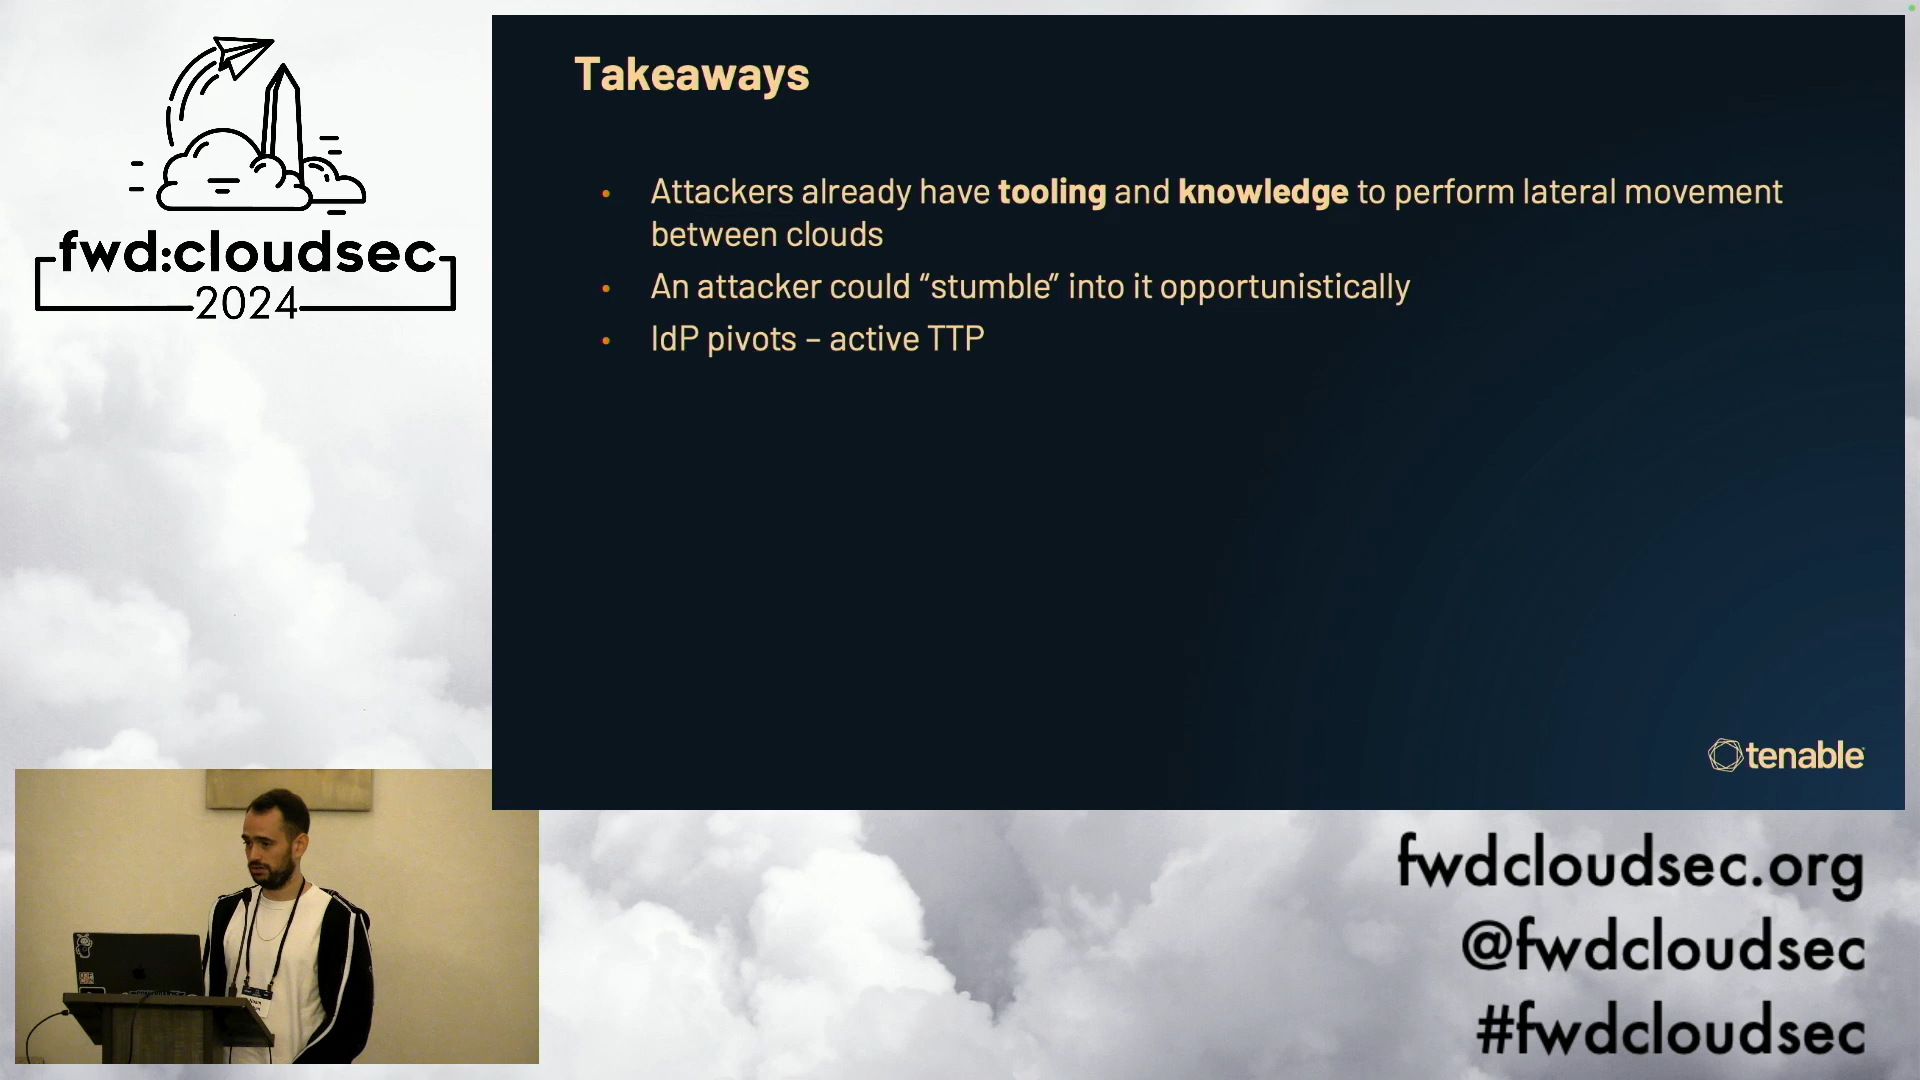 fwd:cloudsec
2024
Takeaways
• Attackers already have tooling and knowledge to perform lateral movement
between clouds
• An attacker could “stumble” into it opportunistically
• IdP pivots – active TTP
tenable
fwdcloudsec.org
@fwdcloudsec
#fwdcloudsec